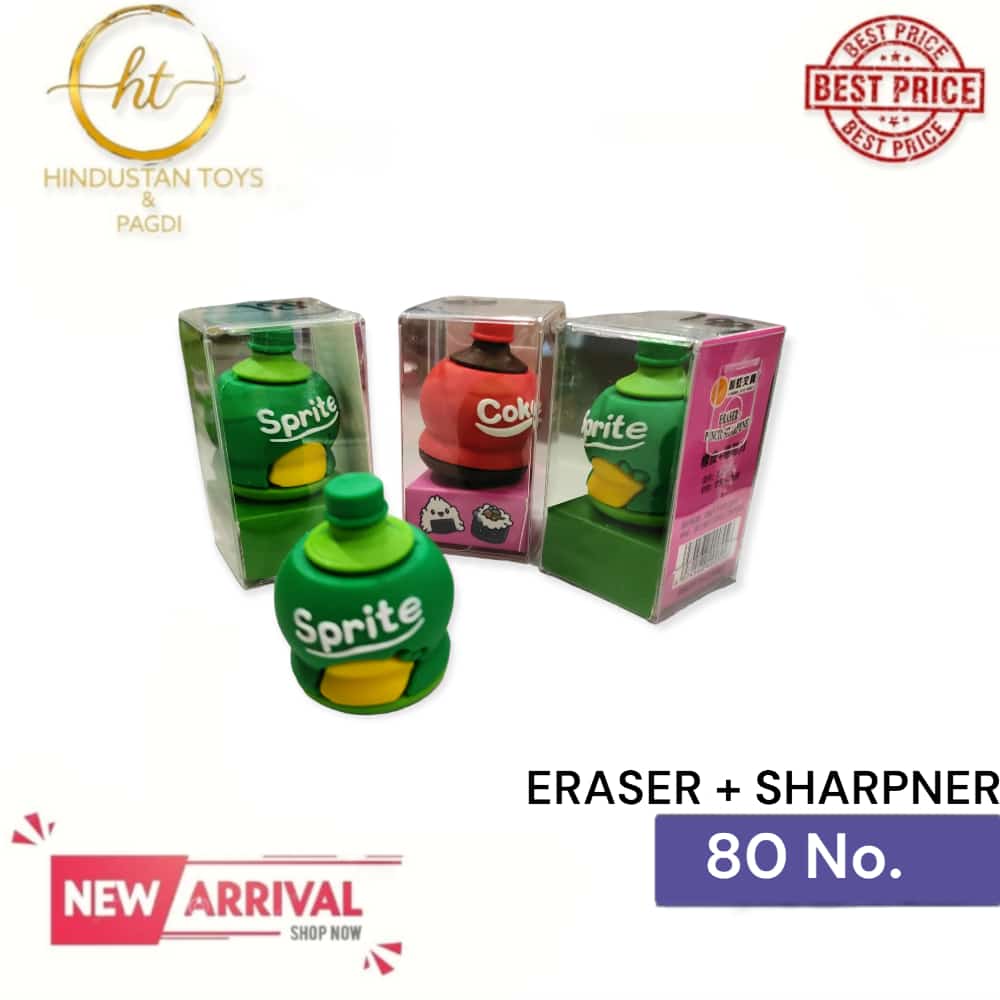 ht
HINDUSTAN TOYS
&
PAGDI
BEST PRICE
BEST PRICE
BEST PRICE
Sprite
Cok
prite
ERASER
Sprite
ERASER + SHARPNER
80 No.
NEW ARRIVAL
SHOP NOW